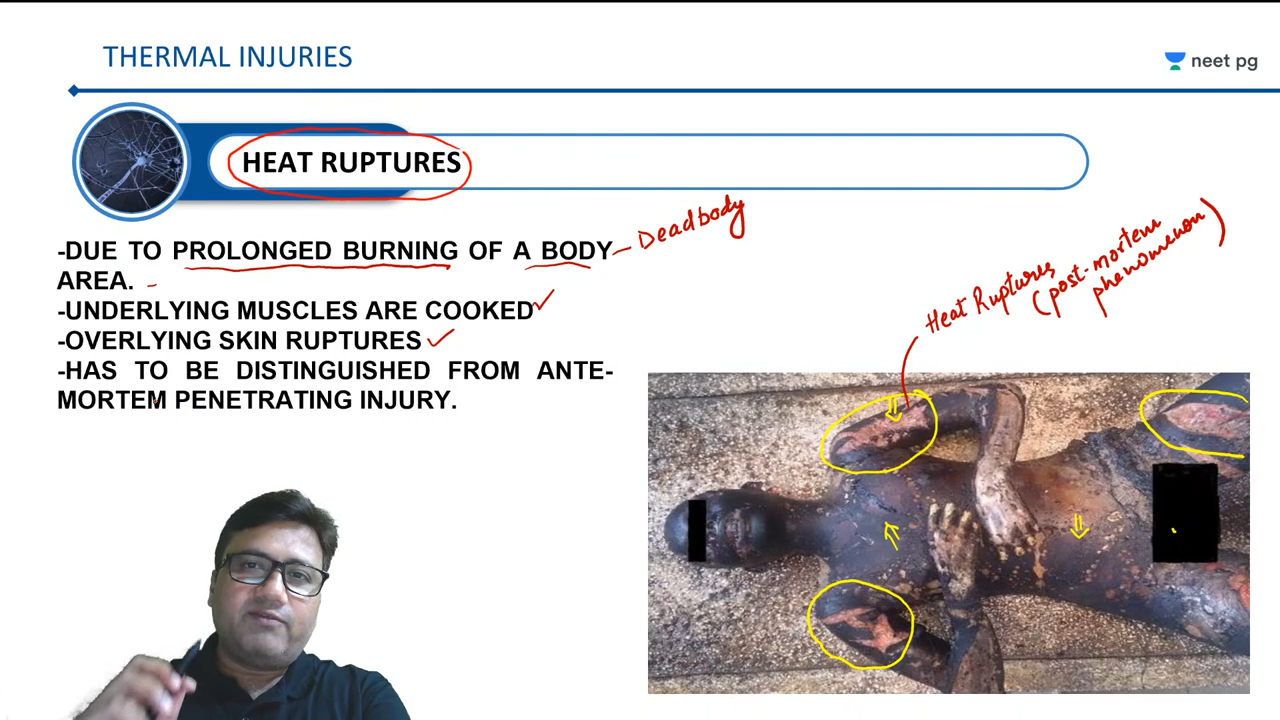 THERMAL INJURIES
neet pg
HEAT RUPTURES
-DUE TO PROLONGED BURNING OF A BODY
AREA.
-UNDERLYING MUSCLES ARE COOKED
-OVERLYING SKIN RUPTURES
-HAS TO BE DISTINGUISHED FROM ANTE-
MORTEM PENETRATING INJURY.
Deadbody
Heat Ruptures
(post-mortem
phenomenon)